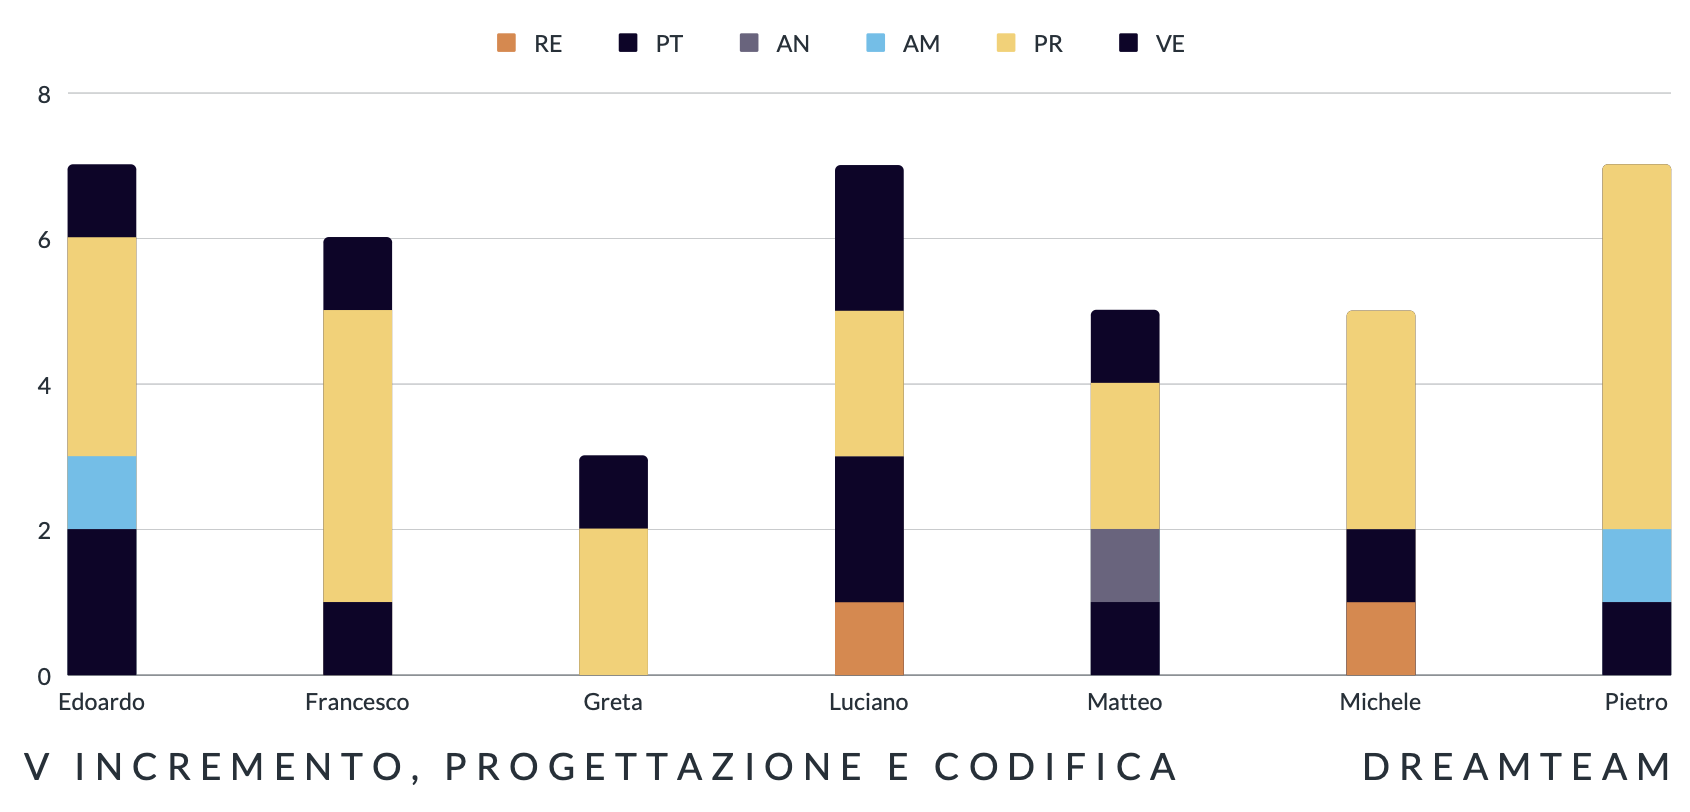 RE PT AN AM PR VE
8
6
4
2
0
Edoardo Francesco Greta Luciano Matteo Michele Pietro
V INCREMENTO, PROGETTAZIONE E CODIFICA DREAMTEAM